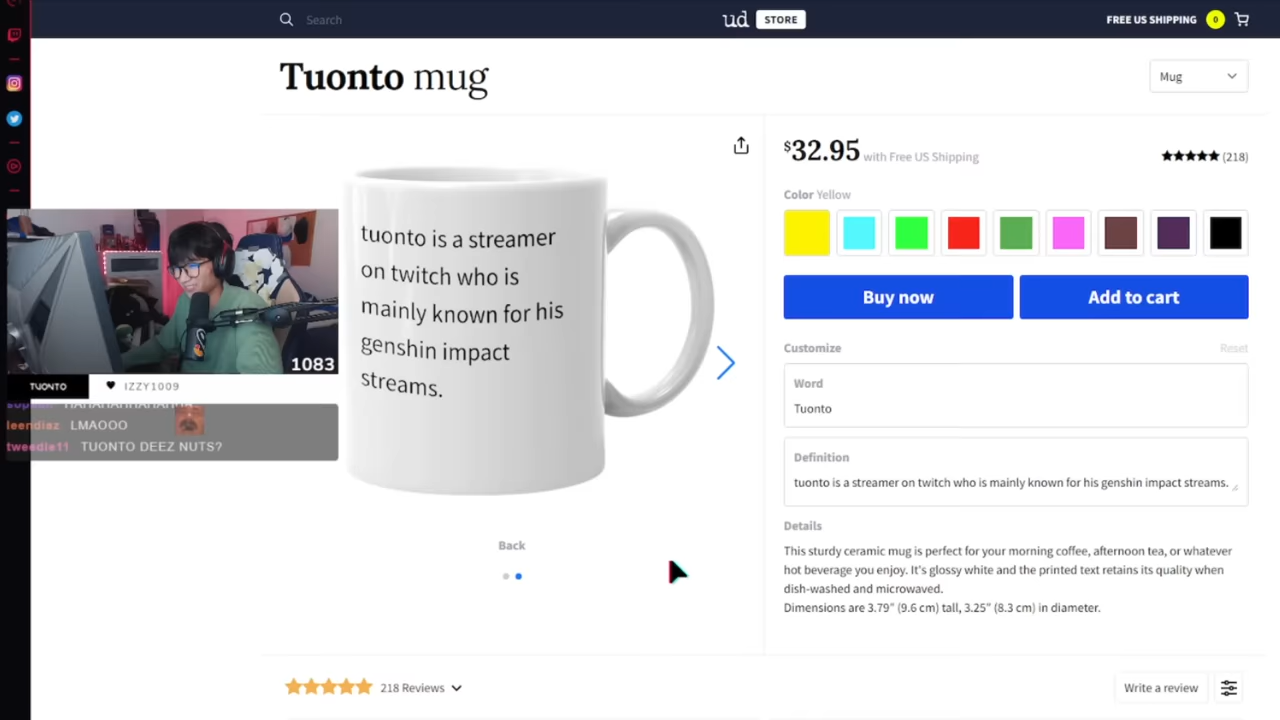 Search
ud STORE
FREE US SHIPPING 0
Tuonto mug
Mug
$32.95 with Free US Shipping
(218)
Color Yellow
tuonto is a streamer
on twitch who is
mainly known for his
genshin impact
streams.
Buy now
Add to cart
Customize
Reset
Word
Tuonto
Definition
tuonto is a streamer on twitch who is mainly known for his genshin impact streams.
Details
This sturdy ceramic mug is perfect for your morning coffee, afternoon tea, or whatever
hot beverage you enjoy. It's glossy white and the printed text retains its quality when
dish-washed and microwaved.
Dimensions are 3.79" (9.6 cm) tall, 3.25" (8.3 cm) in diameter.
Back
1083
TUONTO
IZZY1009
leendiaz LMAOOO
tweedie11 TUONTO DEEZ NUTS?
218 Reviews
Write a review